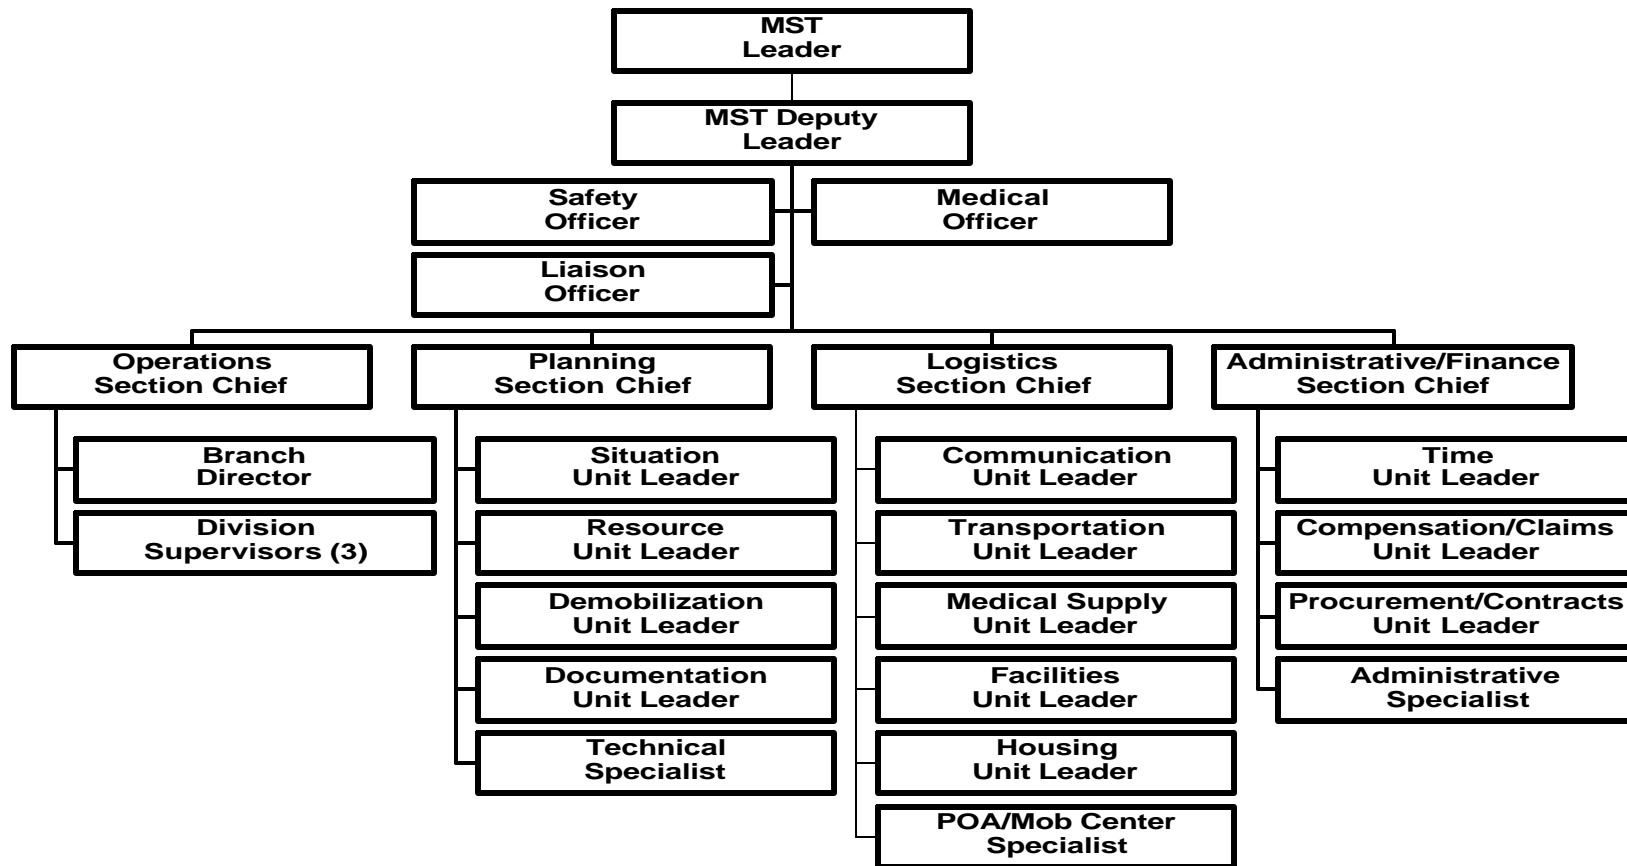 MST
Leader
MST Deputy
Leader
Safety
Officer
Medical
Officer
Liaison
Officer
Operations
Section Chief
Planning
Section Chief
Logistics
Section Chief
Administrative/Finance
Section Chief
Branch
Director
Division
Supervisors (3)
Situation
Unit Leader
Resource
Unit Leader
Demobilization
Unit Leader
Documentation
Unit Leader
Technical
Specialist
Communication
Unit Leader
Transportation
Unit Leader
Medical Supply
Unit Leader
Facilities
Unit Leader
Housing
Unit Leader
POA/Mob Center
Specialist
Time
Unit Leader
Compensation/Claims
Unit Leader
Procurement/Contracts
Unit Leader
Administrative
Specialist